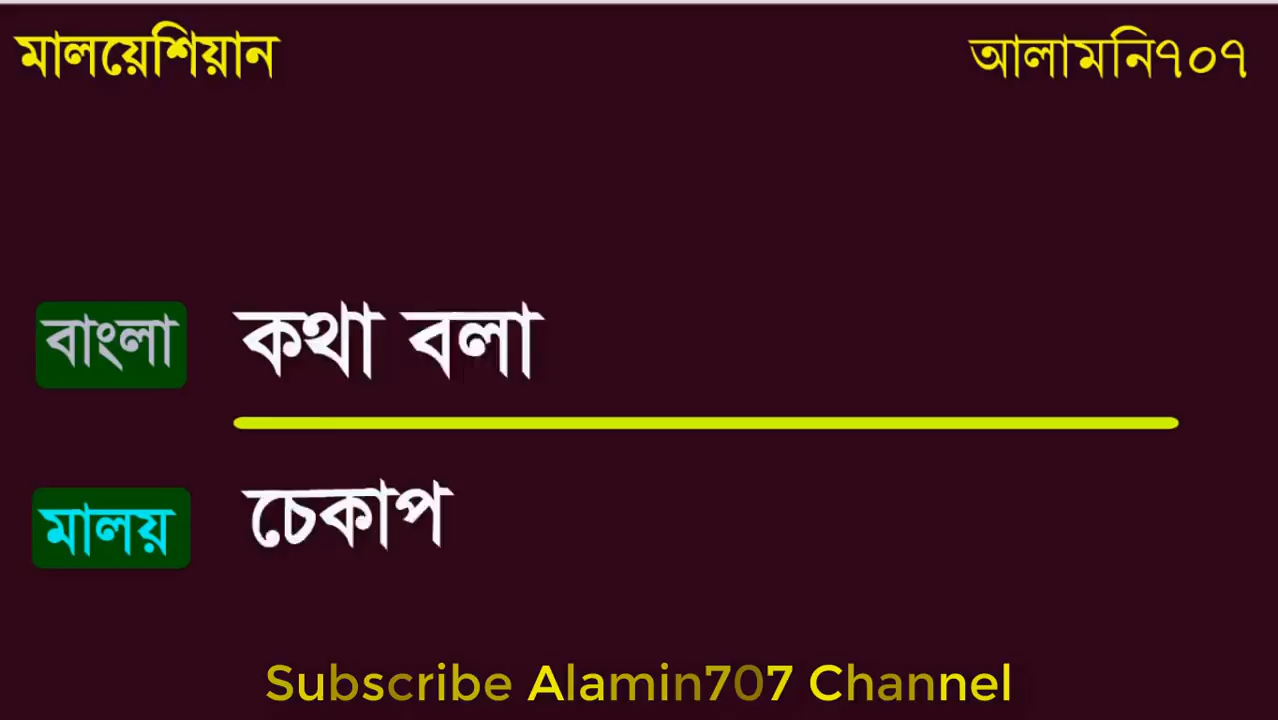 মালয়েশিয়ান
আলামনি৭০৭
বাংলা কথা বলা
মালয় চেকাপ
Subscribe Alamin707 Channel